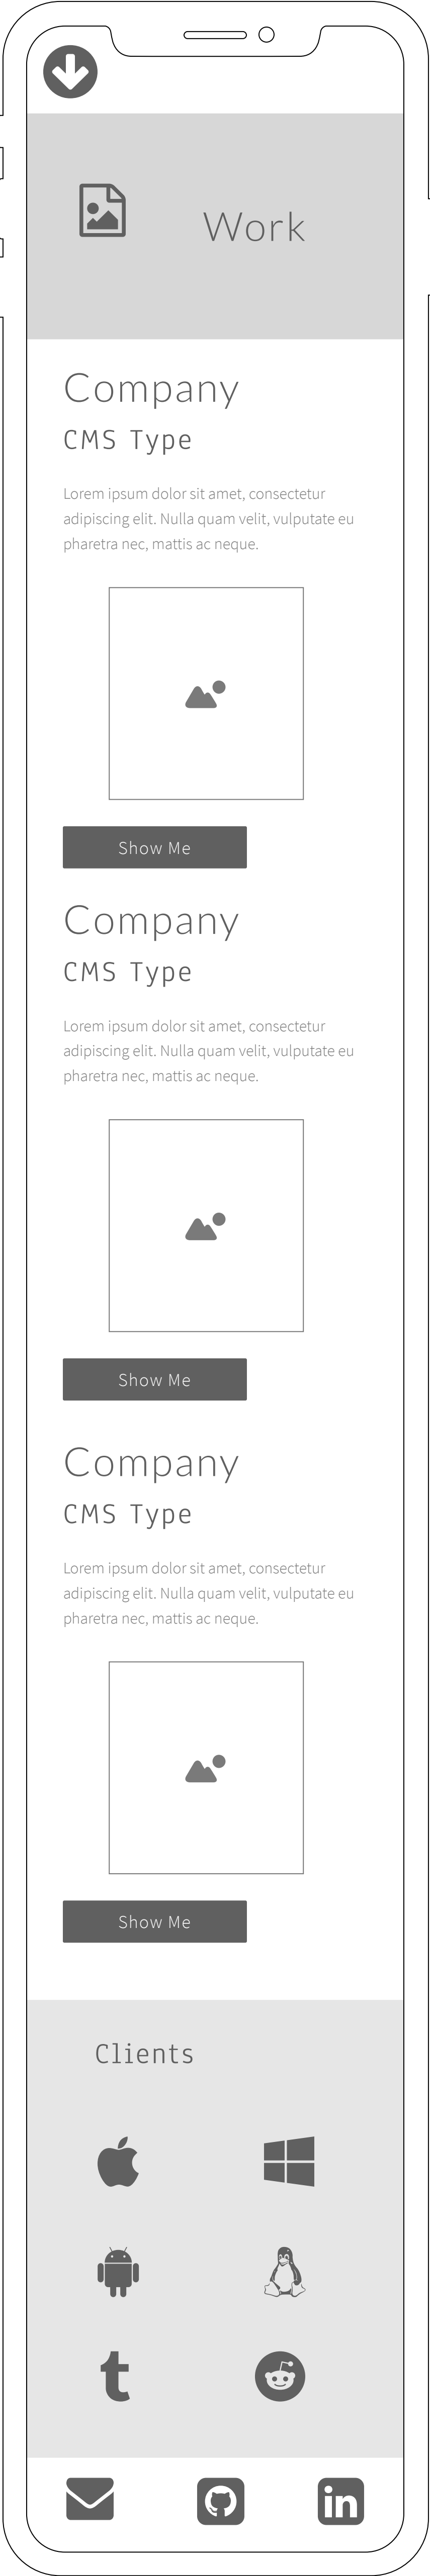 Work
Company
CMS Type
Lorem ipsum dolor sit amet, consectetur
adipiscing elit. Nulla quam velit, vulputate eu
pharetra nec, mattis ac neque.
Show Me
Company
CMS Type
Lorem ipsum dolor sit amet, consectetur
adipiscing elit. Nulla quam velit, vulputate eu
pharetra nec, mattis ac neque.
Show Me
Company
CMS Type
Lorem ipsum dolor sit amet, consectetur
adipiscing elit. Nulla quam velit, vulputate eu
pharetra nec, mattis ac neque.
Show Me
Clients
t
in